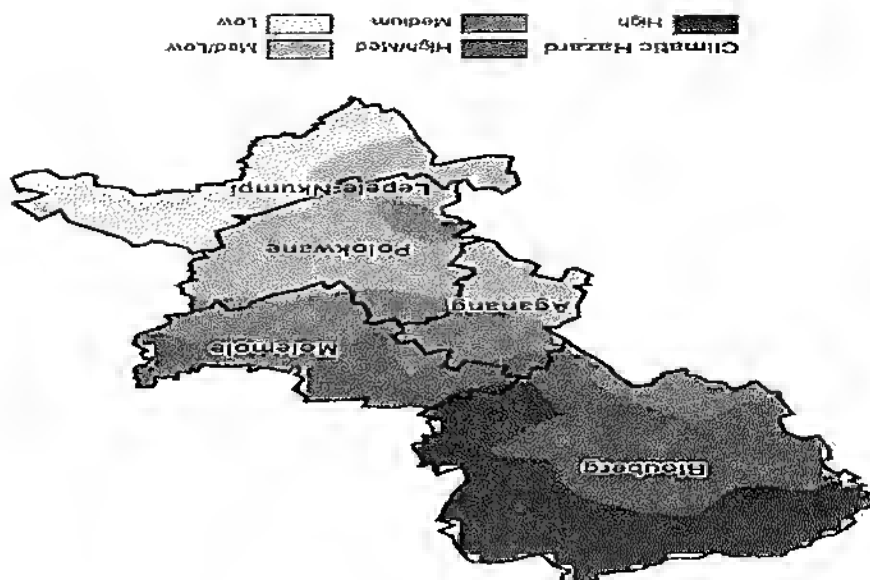 Blouberg
Molemole
Aganang
Polokwane
Lepele-Nkumpi
Climatic Hazard High/Med Med/Low
High Medium Low